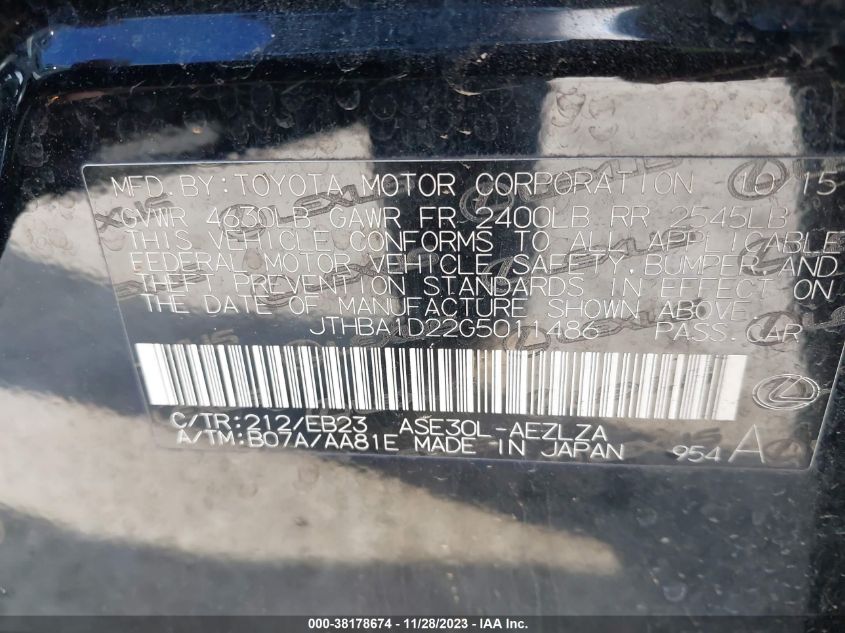 MFD. BY: TOYOTA MOTOR CORPORATION 15
GVWR 4630LB GAWR FR 2400LB RR 2545LB
THIS VEHICLE CONFORMS TO ALL APPLICABLE
FEDERAL MOTOR VEHICLE SAFETY, BUMPER, AND
THEFT PREVENTION STANDARDS IN EFFECT ON
THE DATE OF MANUFACTURE SHOWN ABOVE.
JTHBA1D22G5011486 PASS. CAR
C/TR:212/EB23 ASE30L-AEZLZA
A/TM:B07A/AA81E MADE IN JAPAN 954A
000-38178674 | 11/28/2023 | IAA Inc.